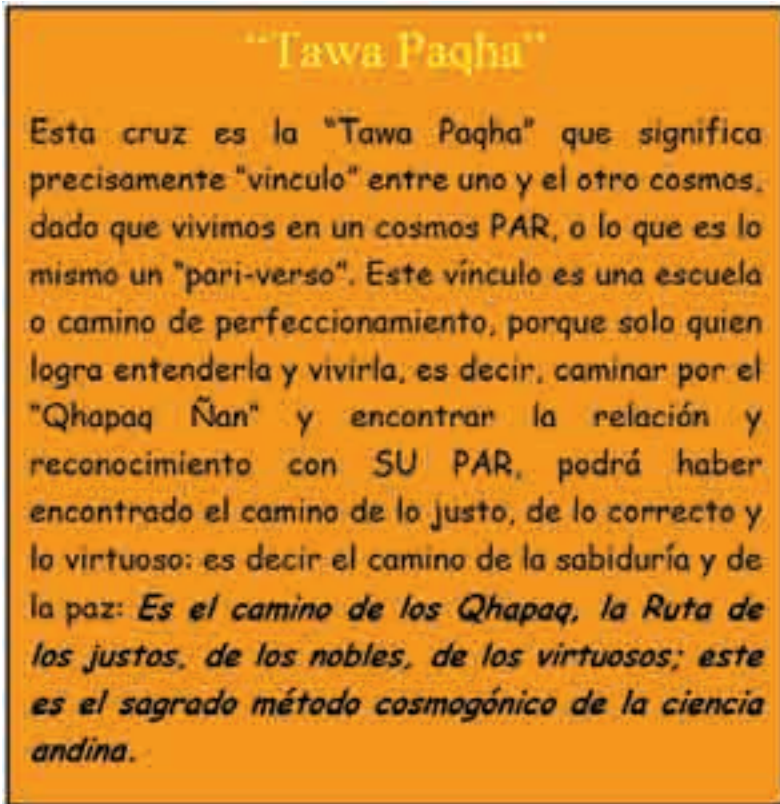 “Tawa Paqha”
Esta cruz es la “Tawa Paqha” que significa
precisamente “vinculo” entre uno y el otro cosmos,
dado que vivimos en un cosmos PAR, o lo que es lo
mismo un “pari-verso”. Este vínculo es una escuela
o camino de perfeccionamiento, porque solo quien
logra entenderla y vivirla, es decir, caminar por el
“Qhapaq Ñan” y encontrar la relación y
reconocimiento con SU PAR, podrá haber
encontrado el camino de lo justo, de lo correcto y
lo virtuoso: es decir el camino de la sabiduría y de
la paz: Es el camino de los Qhapaq, la Ruta de
los justos, de los nobles, de los virtuosos; este
es el sagrado método cosmogónico de la ciencia
andina.